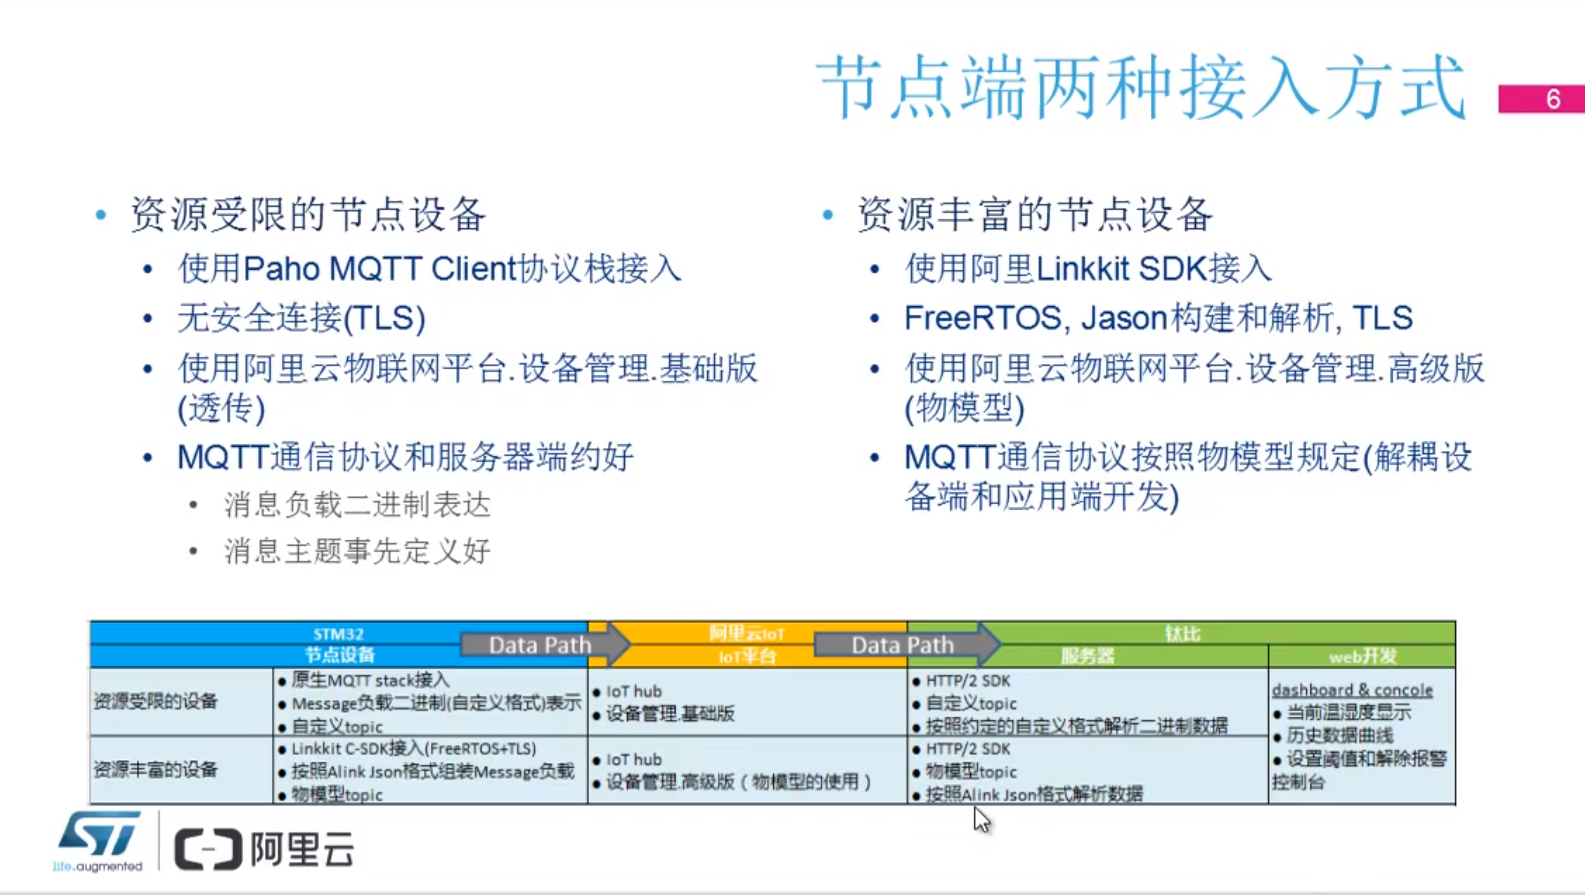 节点端两种接入方式
6
• 资源受限的节点设备
• 使用Paho MQTT Client协议栈接入
• 无安全连接(TLS)
• 使用阿里云物联网平台.设备管理.基础版
(透传)
• MQTT通信协议和服务器端约好
• 消息负载二进制表达
• 消息主题事先定义好
• 资源丰富的节点设备
• 使用阿里Linkkit SDK接入
• FreeRTOS, Jason构建和解析, TLS
• 使用阿里云物联网平台.设备管理.高级版
(物模型)
• MQTT通信协议按照物模型规定(解耦设
备端和应用端开发)
STM32
节点设备
Data Path
阿里云IoT
IoT平台
Data Path
钛比
服务器
web开发
资源受限的设备
● 原生MQTT stack接入
● Message负载二进制(自定义格式)表示
● 自定义topic
● IoT hub
● 设备管理.基础版
● HTTP/2 SDK
● 自定义topic
● 按照约定的自定义格式解析二进制数据
dashboard & concole
● 当前温湿度显示
● 历史数据曲线
● 设置阈值和解除报警
控制台
资源丰富的设备
● Linkkit C-SDK接入(FreeRTOS+TLS)
● 按照Alink Json格式组装Message负载
● 物模型topic
● IoT hub
● 设备管理.高级版（物模型的使用）
● HTTP/2 SDK
● 物模型topic
● 按照Alink Json格式解析数据
ST
life.augmented
阿里云